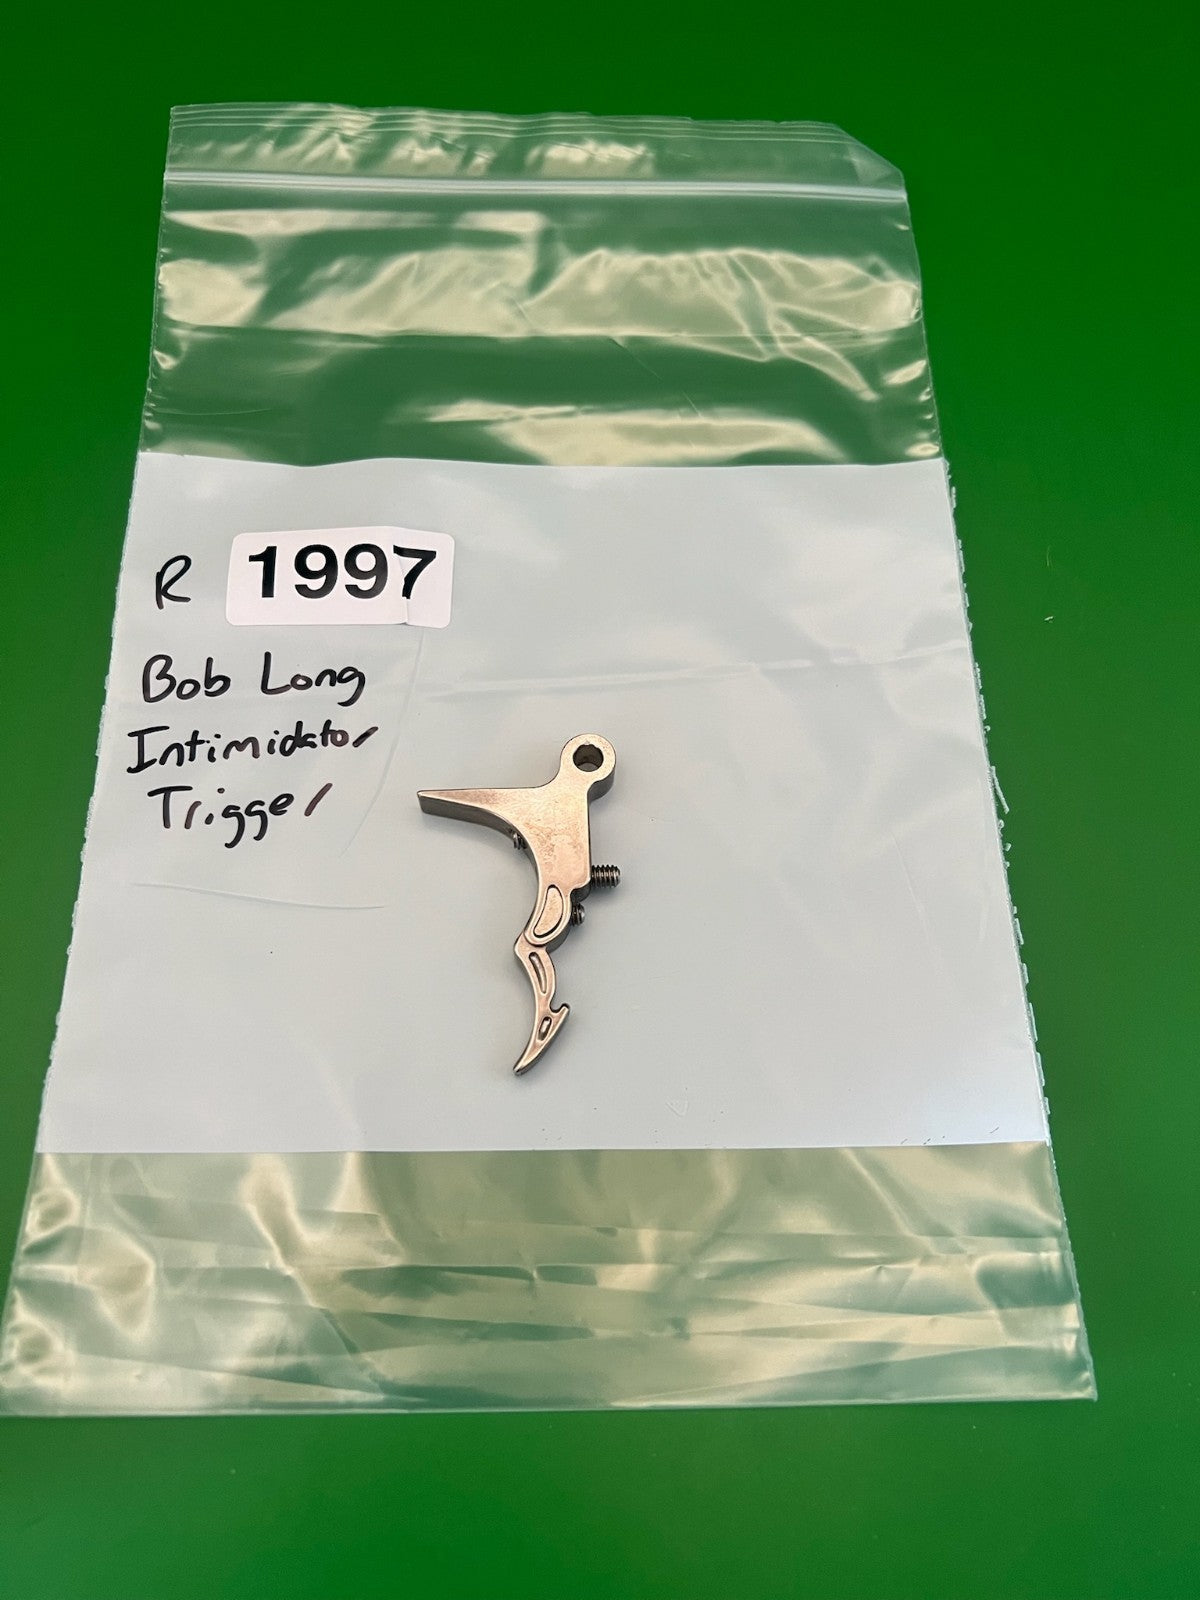 R 1997
Bob Long
Intimidator
Trigger